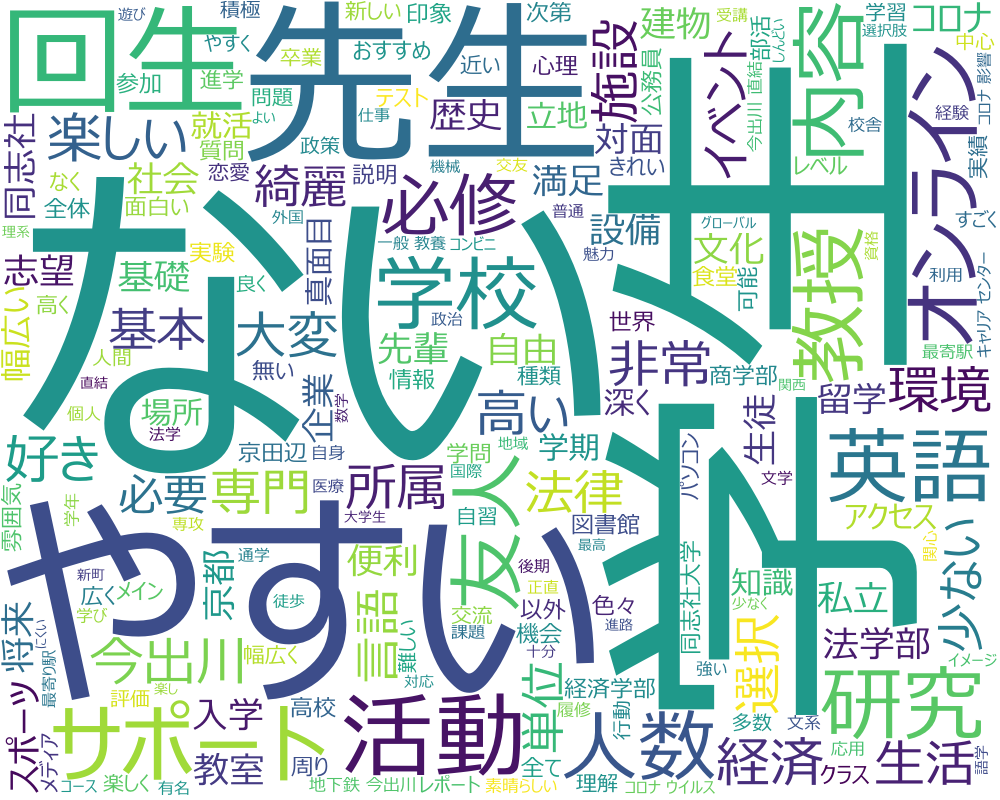 遊び
積極
新しい
印象
次第
建物
受講
学習
選択肢
コロナ
回生
先生
やすく
卒業
おすすめ
部活
しんどい
中心
参加
進学
近い
心理
施設
公務員
イベント
内容
コロナ 影響
楽しい
問題
テスト
仕事
歴史
立地
対面
今出川 直結
校舎
経験
オンライン
就活
質問
よい
政策
機械
きれい
レベル
実績
同志社
なく
社会
綺麗
恋愛
説明
必修
交友
満足
設備
グローバル
すごく
全体
面白い
外国
普通
文化
教授
資格
理系
志望
実験
真面目
一般 教養 コンビニ
魅力
食堂
可能
利用
キャリア センター
ない
学生
ゼミ
幅広い
高く
基礎
良く
学校
政治
世界
最寄駅
基本
大変
先輩
自由
非常
商学部
関西
環境
人間
無い
情報
種類
深く
留学
直結
企業
数学
個人
場所
高い
生徒
好き
法学
京田辺
自身
学問
地域
学期
パソコン
文学
英語
雰囲気
学年
必要
専門
医療
所属
国際
友人
法律
アクセス
専攻
大学生
自習
図書館
関心
少ない
やすい
京都
通学
便利
後期
最高
同志社大学
知識
私立
新町
広く
メイン
徒歩
言語
交流
正直
以外
色々
少なく
将来
学び
課題
機会
進路
選択
法学部
にくい
最寄り駅
今出川
幅広く
難しい
十分
強い
イメージ
スポーツ
評価
楽し
対応
単位
経済学部
研究
メディア
サポート
入学
高校
活動
履修
行動
多数
文系
人数
経済
応用
生活
語学
教室
周り
全て
理解
クラス
コース
楽しく
有名
地下鉄 今出川
レポート
素晴らしい
コロナ ウイルス